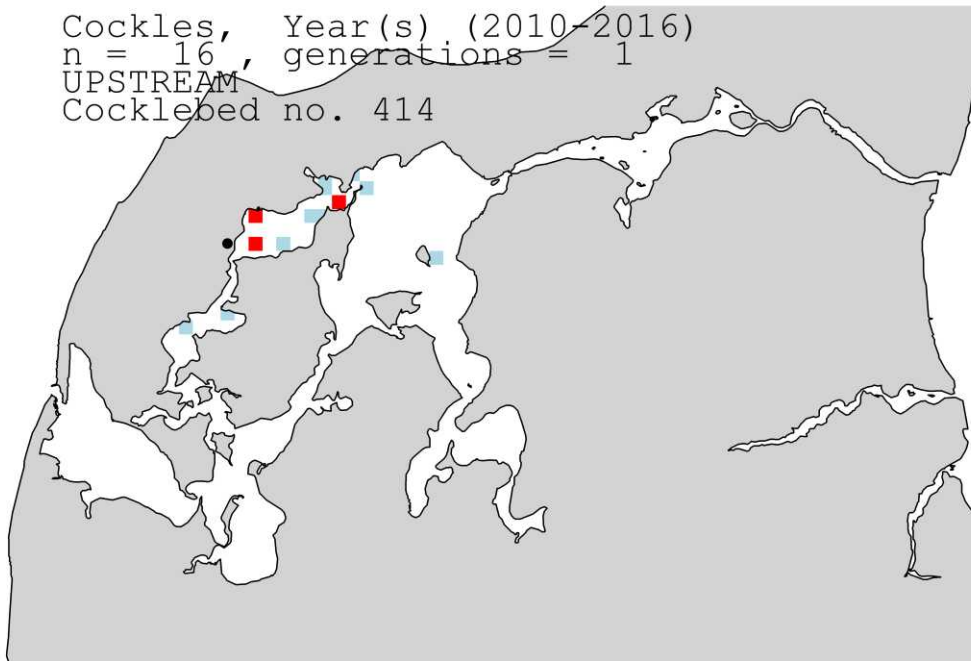 Cockles, Year(s) (2010-2016)
n = 16 , generations = 1
UPSTREAM
Cocklebed no. 414